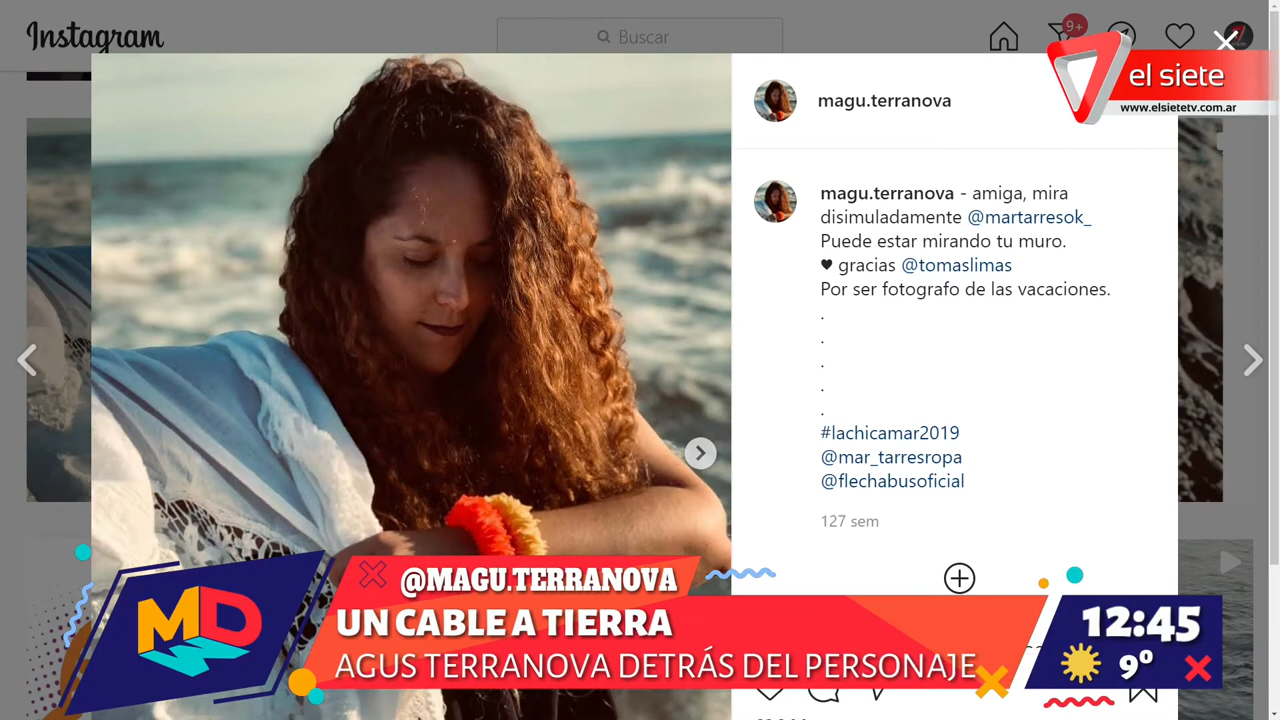 Instagram
Buscar
9+
el siete
www.elsietetv.com.ar
magu.terranova
magu.terranova - amiga, mira
disimuladamente @martarresok_
Puede estar mirando tu muro.
♥ gracias @tomaslimas
Por ser fotografo de las vacaciones.
.
.
.
.
.
#lachicamar2019
@mar_tarresropa
@flechabusoficial
127 sem
@MAGU.TERRANOVA
MD
UN CABLE A TIERRA
AGUS TERRANOVA DETRÁS DEL PERSONAJE
12:45
9º